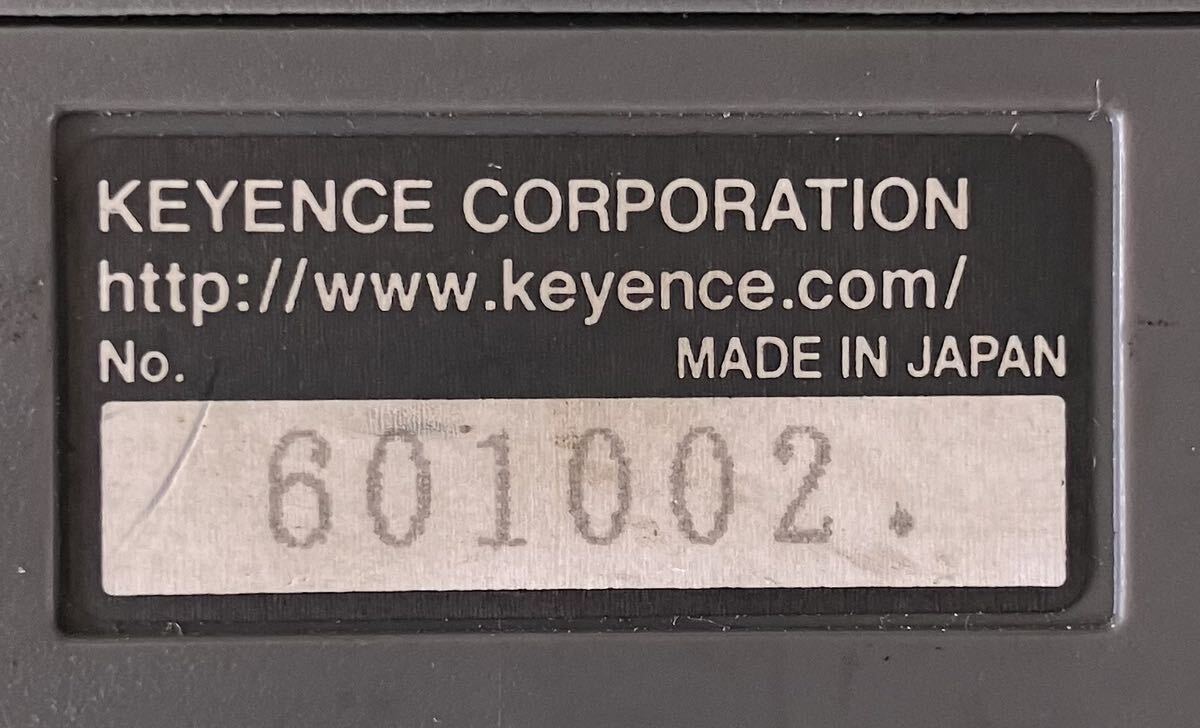 KEYENCE CORPORATION
http://www.keyence.com/
No. MADE IN JAPAN
601002.